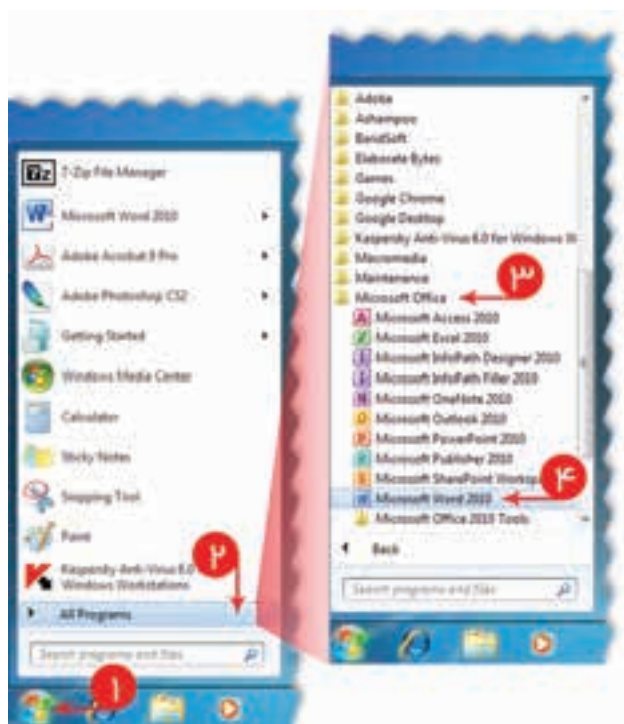 7-Zip File Manager
Microsoft Word 2010
Adobe Acrobat 9 Pro
Adobe Photoshop CS2
Getting Started
Windows Media Center
Calculator
Sticky Notes
Snipping Tool
Paint
Kaspersky Anti-Virus 6.0
Windows Workstations
۲
All Programs
Search programs and files
۱
Adobe
Ashampoo
BandSoft
Elaborate Bytes
Games
Google Chrome
Google Desktop
Kaspersky Anti-Virus 6.0 for Windows
Macromedia
Maintenance
۳
Microsoft Office
Microsoft Access 2010
Microsoft Excel 2010
Microsoft InfoPath Designer 2010
Microsoft InfoPath Filler 2010
Microsoft OneNote 2010
Microsoft Outlook 2010
Microsoft PowerPoint 2010
Microsoft Publisher 2010
Microsoft SharePoint Worksp
۴
Microsoft Word 2010
Microsoft Office 2010 Tools
Back
Search programs and files